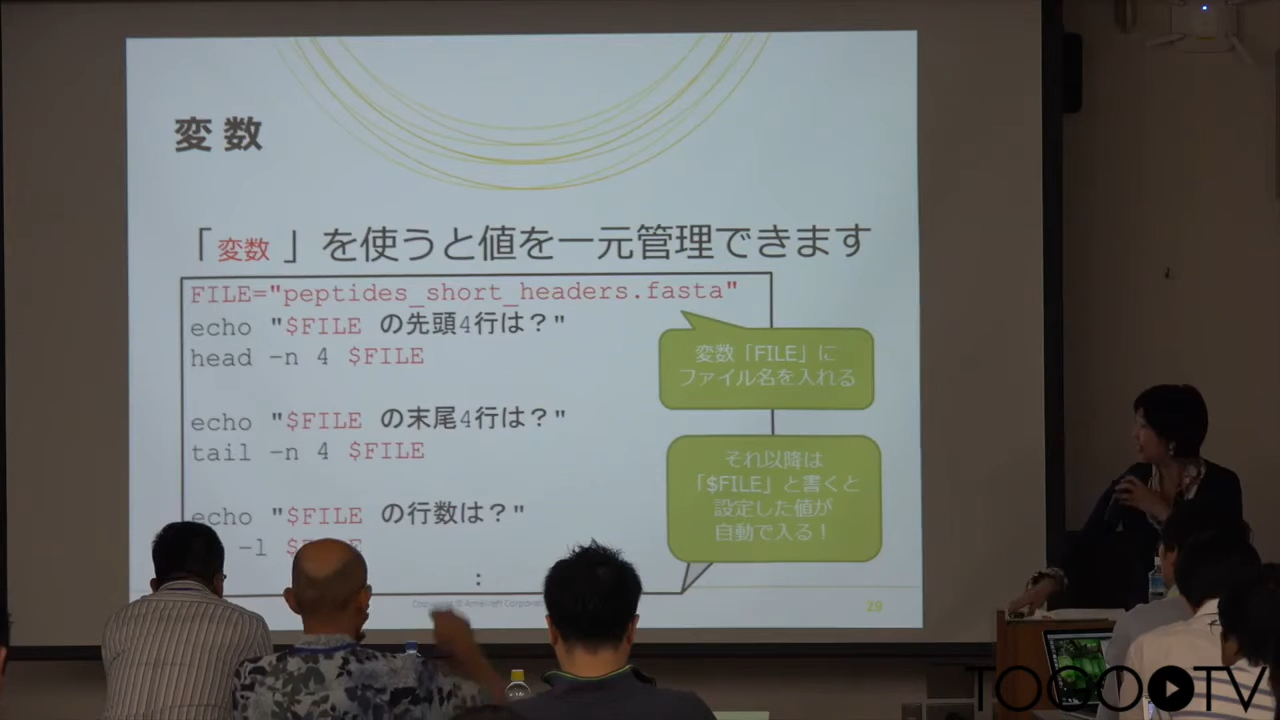 変数
「変数」を使うと値を一元管理できます
FILE="peptides_short_headers.fasta"
echo "$FILE の先頭4行は？"
head -n 4 $FILE
変数「FILE」に
ファイル名を入れる
echo "$FILE の末尾4行は？"
tail -n 4 $FILE
それ以降は
「$FILE」と書くと
設定した値が
自動で入る！
echo "$FILE の行数は？"
-l
:
29
TOGOTV